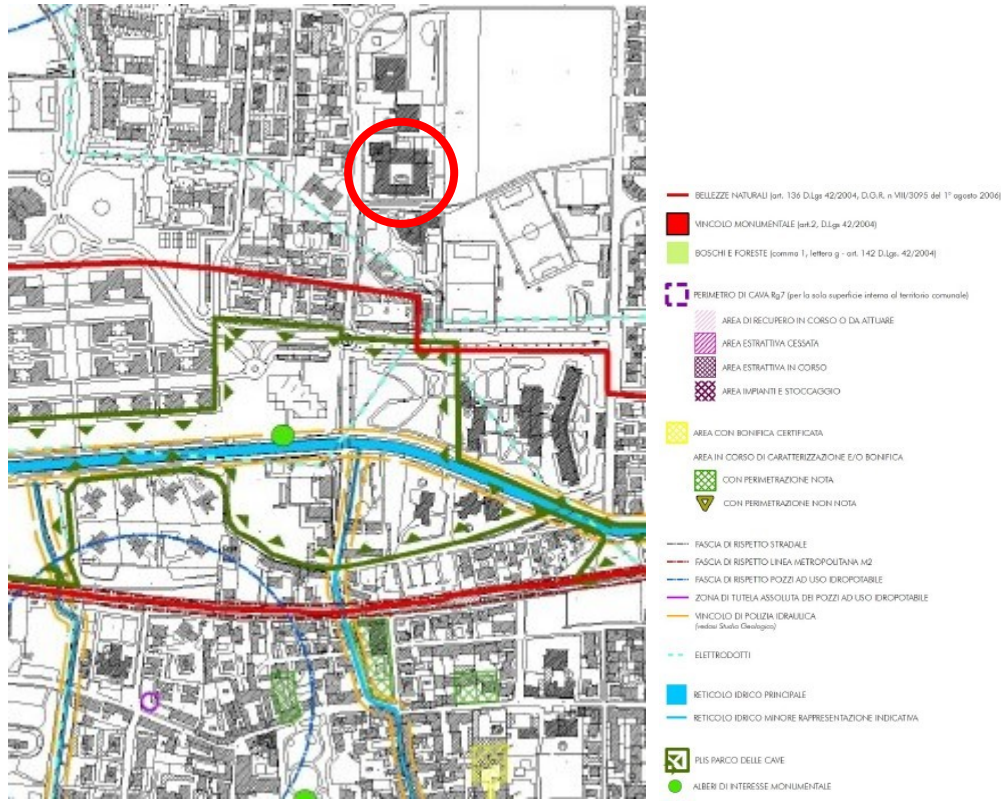 BELLEZZE NATURALI (art. 136 D.Lgs 42/2004, D.G.R. n VIII/3095 del 1° agosto 2006)
VINCOLO MONUMENTALE (art.2, D.Lgs 42/2004)
BOSCHI E FORESTE (comma 1, lettera g - art. 142 D.Lgs. 42/2004)
PERIMETRO DI CAVA Rg7 (per la sola superficie interna al territorio comunale)
AREA DI RECUPERO IN CORSO O DA ATTUARE
AREA ESTRATTIVA CESSATA
AREA ESTRATTIVA IN CORSO
AREA IMPIANTI E STOCCAGGIO
AREA CON BONIFICA CERTIFICATA
AREA IN CORSO DI CARATTERIZZAZIONE E/O BONIFICA
CON PERIMETRAZIONE NOTA
CON PERIMETRAZIONE NON NOTA
FASCIA DI RISPETTO STRADALE
FASCIA DI RISPETTO LINEA METROPOLITANA M2
FASCIA DI RISPETTO POZZI AD USO IDROPOTABILE
ZONA DI TUTELA ASSOLUTA DEI POZZI AD USO IDROPOTABILE
VINCOLO DI POLIZIA IDRAULICA
(vedasi Studio Geologico)
ELETTRODOTTI
RETICOLO IDRICO PRINCIPALE
RETICOLO IDRICO MINORE RAPPRESENTAZIONE INDICATIVA
PLIS PARCO DELLE CAVE
ALBERI DI INTERESSE MONUMENTALE